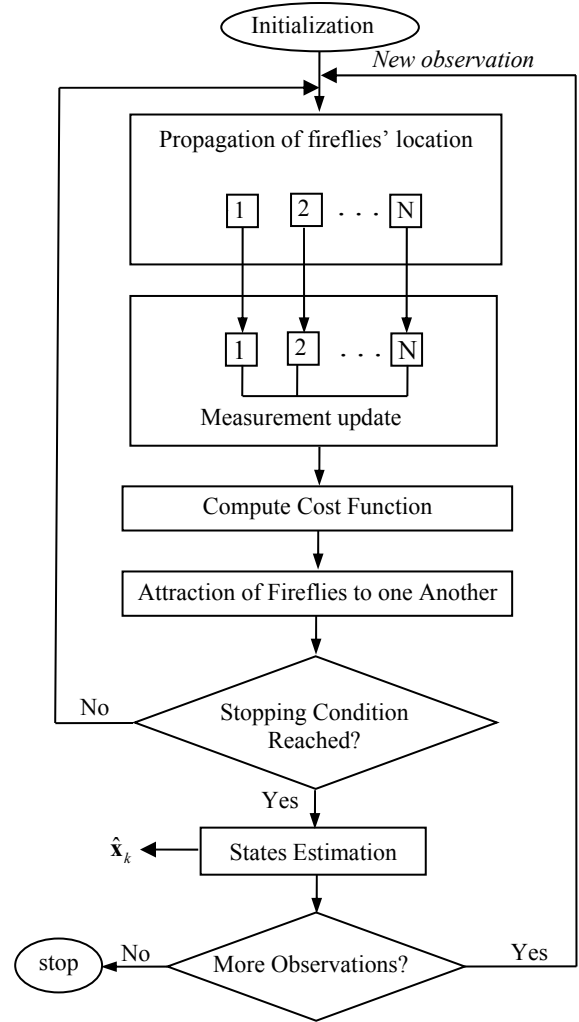 Initialization
New observation
Propagation of fireflies’ location
1 2 . . . N
1 2 . . . N
Measurement update
Compute Cost Function
Attraction of Fireflies to one Another
No
Stopping Condition
Reached?
Yes
x̂k
States Estimation
stop
No
More Observations?
Yes